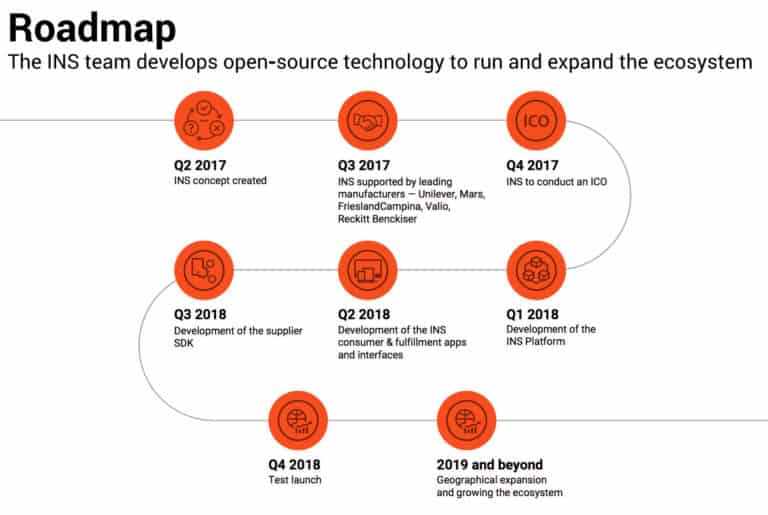 Roadmap
The INS team develops open-source technology to run and expand the ecosystem
ICO
Q2 2017
INS concept created
Q3 2017
INS supported by leading
manufacturers — Unilever, Mars,
FrieslandCampina, Valio,
Reckitt Benckiser
Q4 2017
INS to conduct an ICO
Q3 2018
Development of the supplier
SDK
Q2 2018
Development of the INS
consumer & fulfillment apps
and interfaces
Q1 2018
Development of the
INS Platform
Q4 2018
Test launch
2019 and beyond
Geographical expansion
and growing the ecosystem